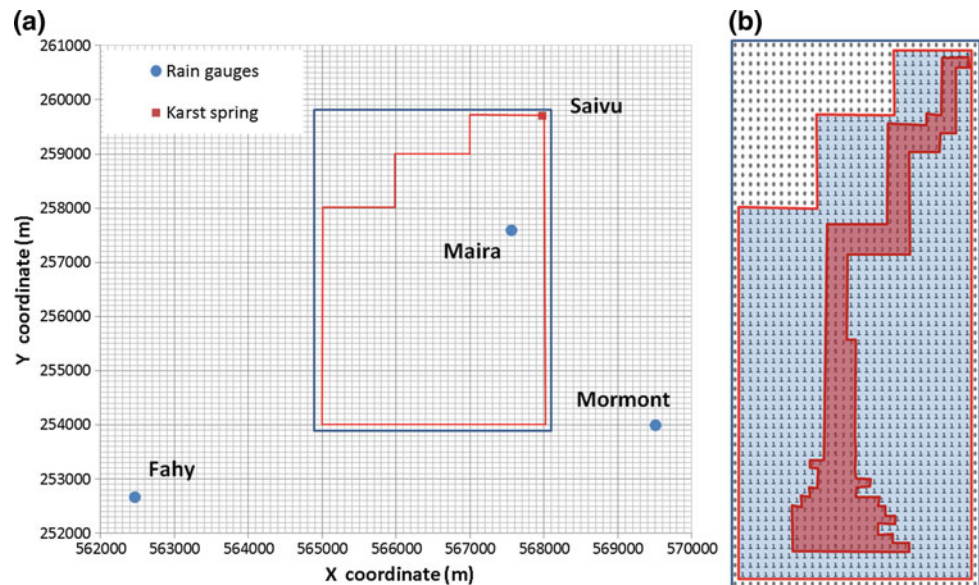 (a)
(b)
261000
260000
259000
258000
257000
256000
255000
254000
253000
252000
Y coordinate (m)
Rain gauges
Karst spring
Saivu
Maira
Mormont
Fahy
562000 563000 564000 565000 566000 567000 568000 569000 570000
X coordinate (m)